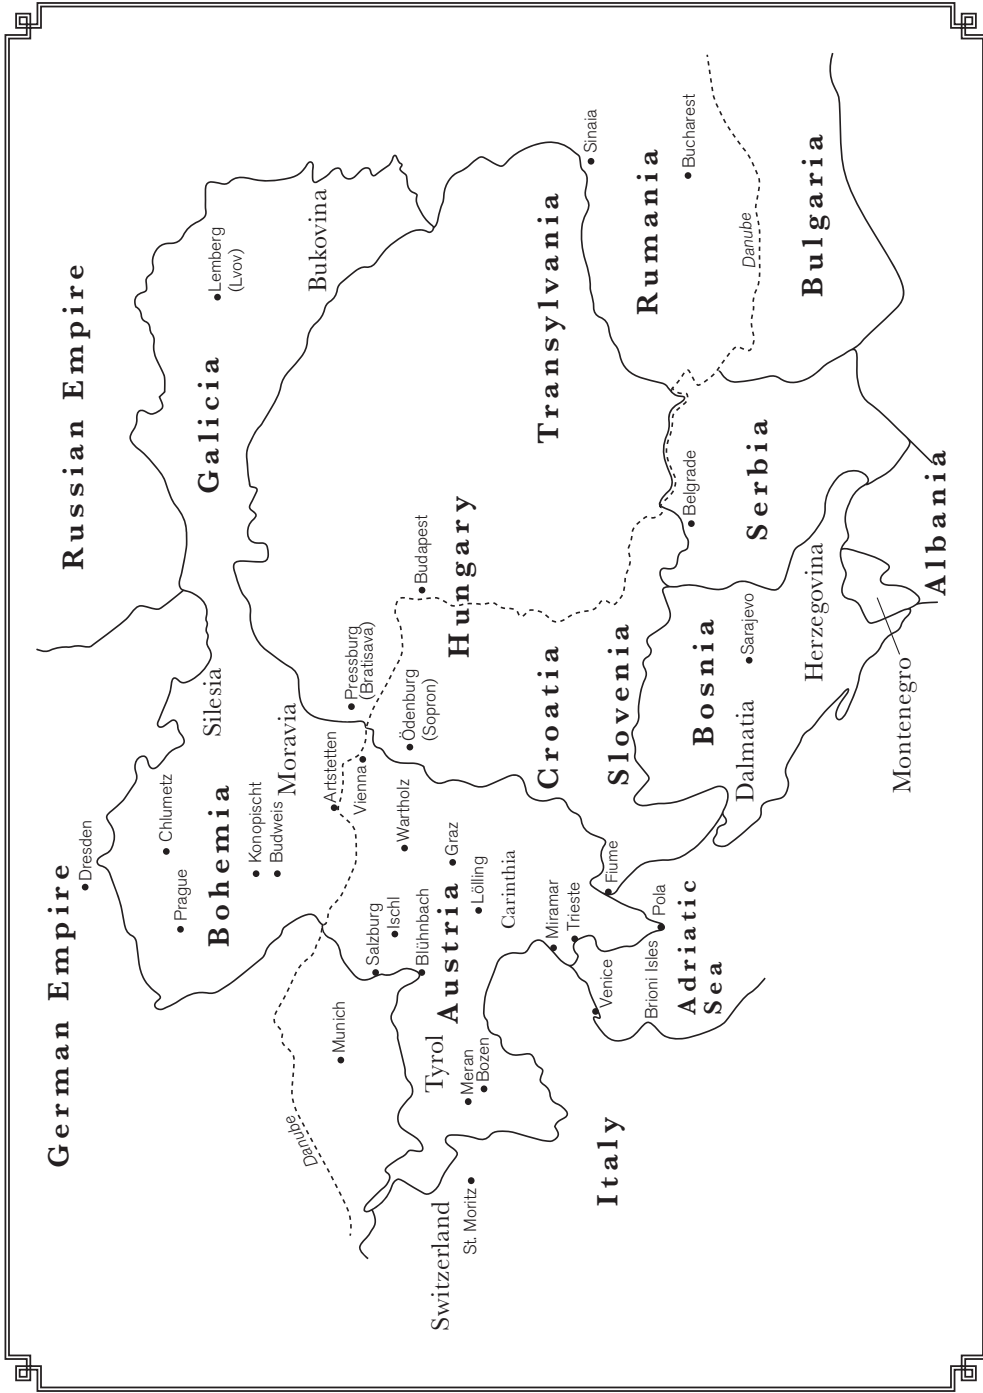 German Empire
Russian Empire
Dresden
Chlumetz
Prague
Bohemia
Silesia
Galicia
Lemberg
(Lvov)
Konopischt
Budweis
Moravia
Bukovina
Danube
Munich
Artstetten
Vienna
Pressburg
(Bratisava)
Salzburg
Ischl
Wartholz
Ödenburg
(Sopron)
Budapest
Blühnbach
Tyrol
Austria
Graz
Hungary
Switzerland
St. Moritz
Meran
Bozen
Lölling
Carinthia
Croatia
Transylvania
Sinaia
Miramar
Trieste
Venice
Fiume
Italy
Slovenia
Rumania
Brioni Isles
Pola
Belgrade
Bucharest
Adriatic
Sea
Bosnia
Dalmatia
Sarajevo
Serbia
Danube
Herzegovina
Bulgaria
Montenegro
Albania